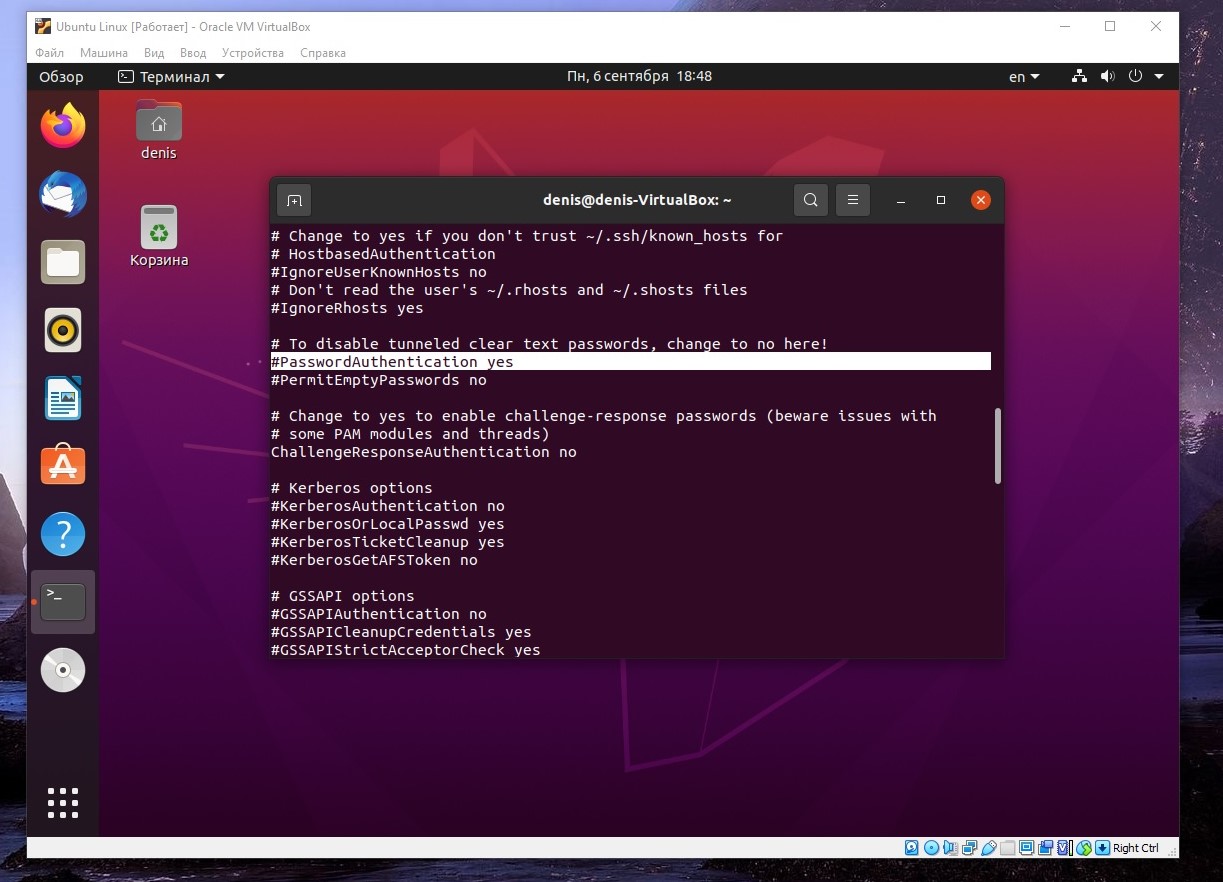 Ubuntu Linux [Работает] - Oracle VM VirtualBox
Файл Машина Вид Ввод Устройства Справка
Обзор Терминал Пн, 6 сентября 18:48 en
denis
Корзина
denis@denis-VirtualBox: ~
# Change to yes if you don't trust ~/.ssh/known_hosts for
# HostbasedAuthentication
#IgnoreUserKnownHosts no
# Don't read the user's ~/.rhosts and ~/.shosts files
#IgnoreRhosts yes
# To disable tunneled clear text passwords, change to no here!
#PasswordAuthentication yes
#PermitEmptyPasswords no
# Change to yes to enable challenge-response passwords (beware issues with
# some PAM modules and threads)
ChallengeResponseAuthentication no
# Kerberos options
#KerberosAuthentication no
#KerberosOrLocalPasswd yes
#KerberosTicketCleanup yes
#KerberosGetAFSToken no
# GSSAPI options
#GSSAPIAuthentication no
#GSSAPICleanupCredentials yes
#GSSAPIStrictAcceptorCheck yes
Right Ctrl